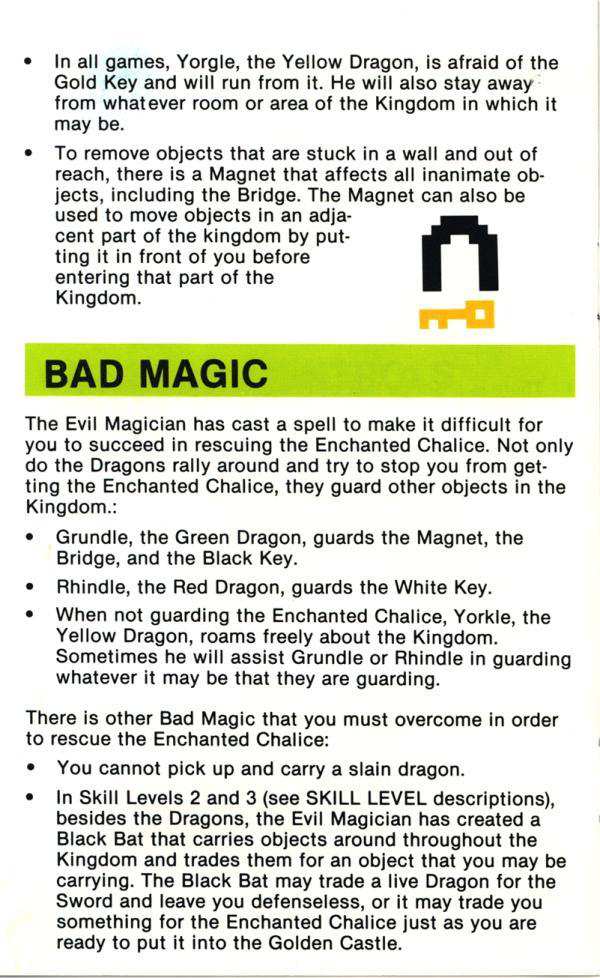 • In all games, Yorgle, the Yellow Dragon, is afraid of the
Gold Key and will run from it. He will also stay away
from whatever room or area of the Kingdom in which it
may be.
• To remove objects that are stuck in a wall and out of
reach, there is a Magnet that affects all inanimate ob-
jects, including the Bridge. The Magnet can also be
used to move objects in an adja-
cent part of the kingdom by put-
ting it in front of you before
entering that part of the
Kingdom.
BAD MAGIC
The Evil Magician has cast a spell to make it difficult for
you to succeed in rescuing the Enchanted Chalice. Not only
do the Dragons rally around and try to stop you from get-
ting the Enchanted Chalice, they guard other objects in the
Kingdom.:
• Grundle, the Green Dragon, guards the Magnet, the
Bridge, and the Black Key.
• Rhindle, the Red Dragon, guards the White Key.
• When not guarding the Enchanted Chalice, Yorkle, the
Yellow Dragon, roams freely about the Kingdom.
Sometimes he will assist Grundle or Rhindle in guarding
whatever it may be that they are guarding.
There is other Bad Magic that you must overcome in order
to rescue the Enchanted Chalice:
• You cannot pick up and carry a slain dragon.
• In Skill Levels 2 and 3 (see SKILL LEVEL descriptions),
besides the Dragons, the Evil Magician has created a
Black Bat that carries objects around throughout the
Kingdom and trades them for an object that you may be
carrying. The Black Bat may trade a live Dragon for the
Sword and leave you defenseless, or it may trade you
something for the Enchanted Chalice just as you are
ready to put it into the Golden Castle.